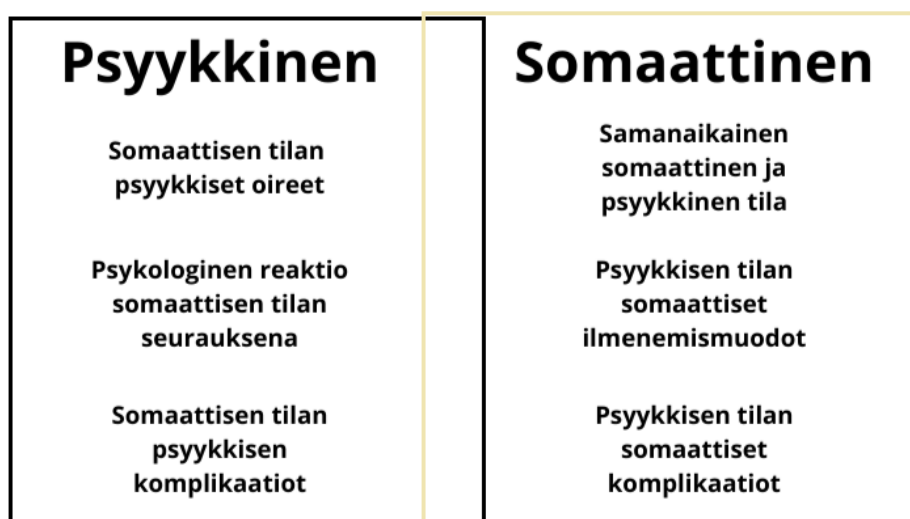 Psyykkinen
Somaattisen tilan
psyykkiset oireet
Psykologinen reaktio
somaattisen tilan
seurauksena
Somaattisen tilan
psyykkisen
komplikaatiot
Somaattinen
Samanaikainen
somaattinen ja
psyykkinen tila
Psyykkisen tilan
somaattiset
ilmenemismuodot
Psyykkisen tilan
somaattiset
komplikaatiot